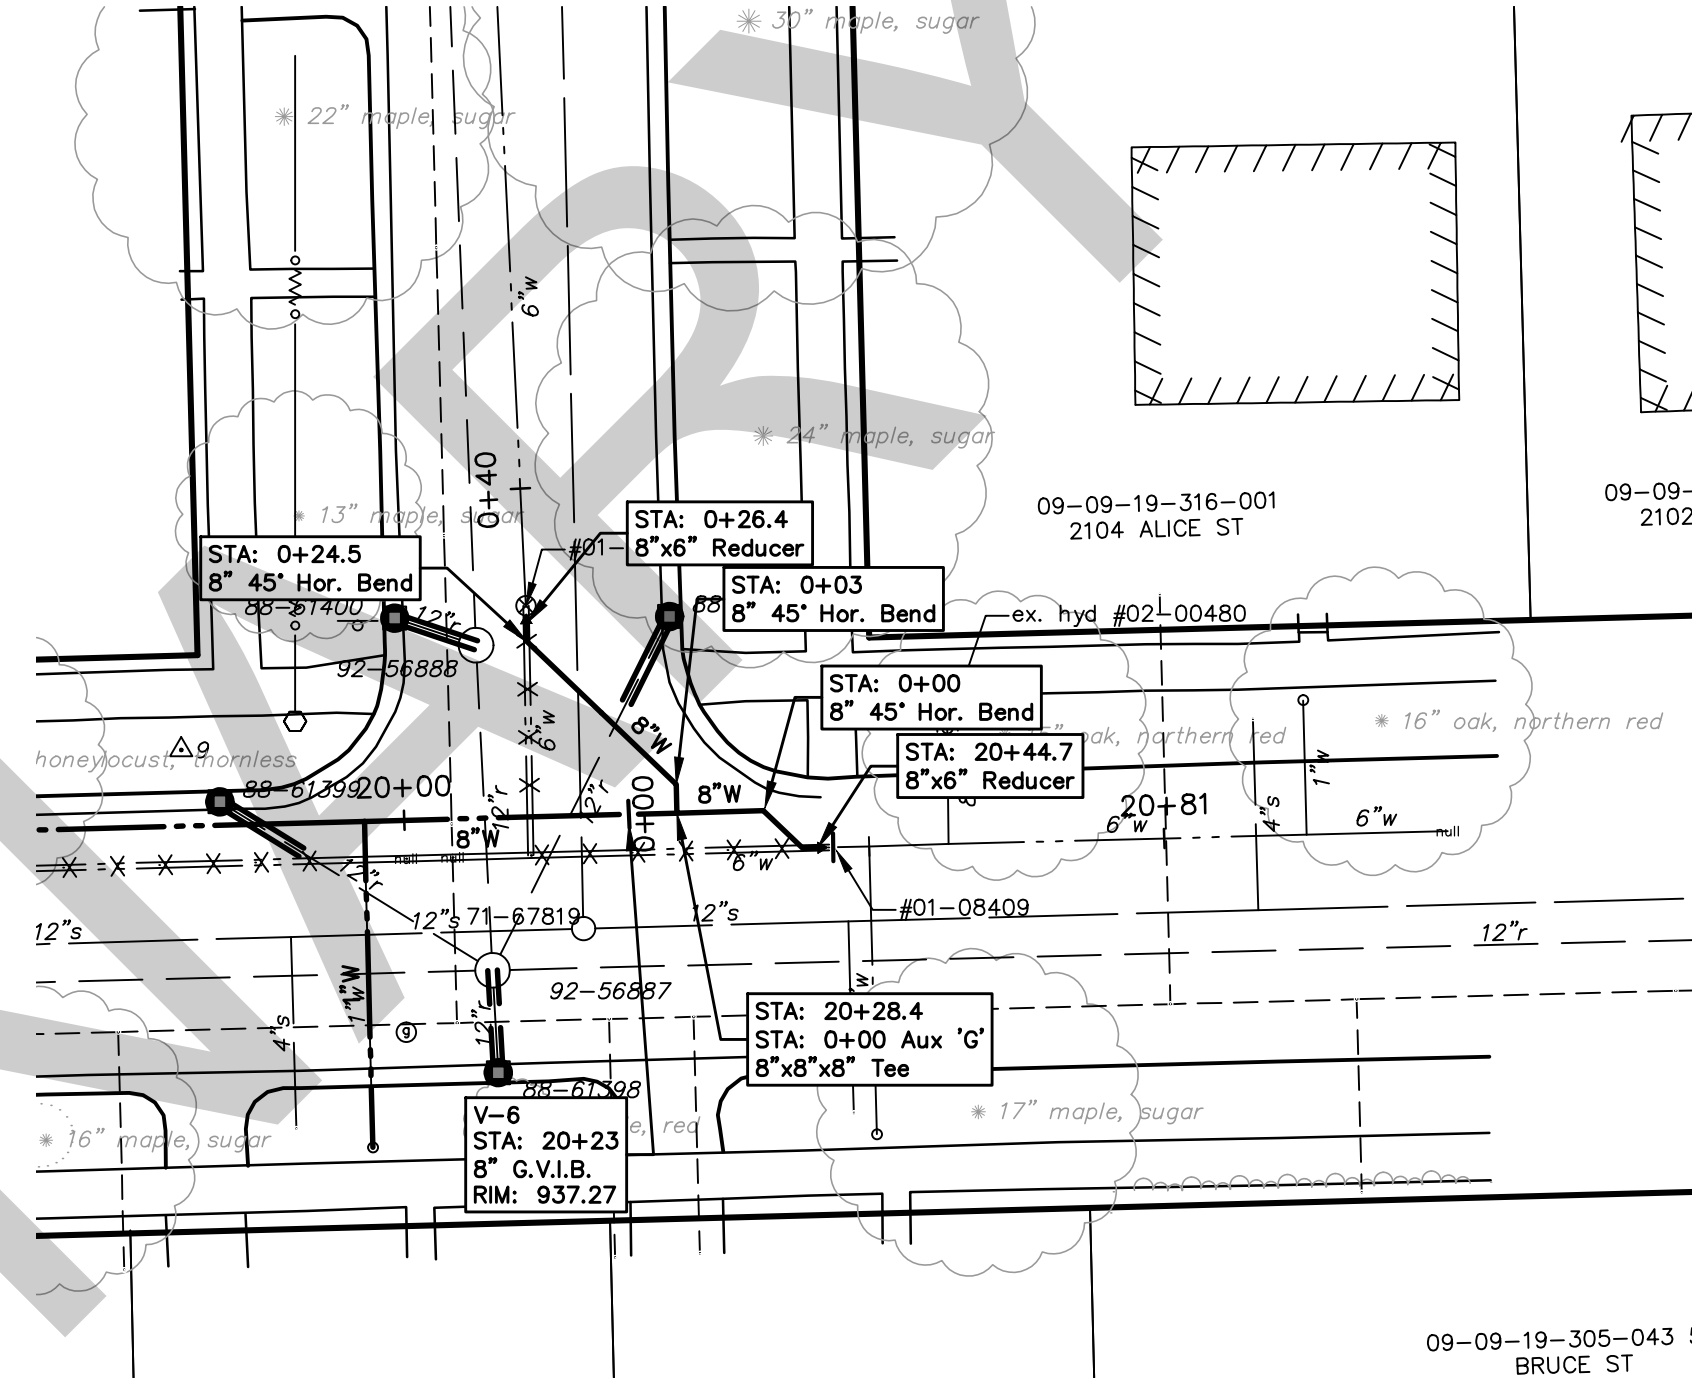 30” maple, sugar
22” maple, sugar
6”w
24” maple, sugar
0+40
09-09-19-316-001
2104 ALICE ST
09-09-
2102
13” maple, sugar
STA: 0+26.4
8”x6” Reducer
#01-
STA: 0+24.5
8” 45° Hor. Bend
STA: 0+03
8” 45° Hor. Bend
88-61400
12”r
88
ex. hyd #02-00480
92-56888
STA: 0+00
8” 45° Hor. Bend
oak, northern red
16” oak, northern red
8”W
6”w
honeylocust, thornless
9
STA: 20+44.7
8”x6” Reducer
1”w
88-61399
20+00
12”r
12”r
0+00
8”W
20+81
6”w
4”s
6”w
null
8”W
null
null
6”w
12”r
#01-08409
12”s
71-67819
12”s
12”s
12”r
1”W
1”w
92-56887
”w
4”s
g
12”r
STA: 20+28.4
STA: 0+00 Aux ’G’
8”x8”x8” Tee
88-61398
16” maple, sugar
V-6
STA: 20+23
8” G.V.I.B.
RIM: 937.27
e, red
17” maple, sugar
09-09-19-305-043
BRUCE ST
ARY